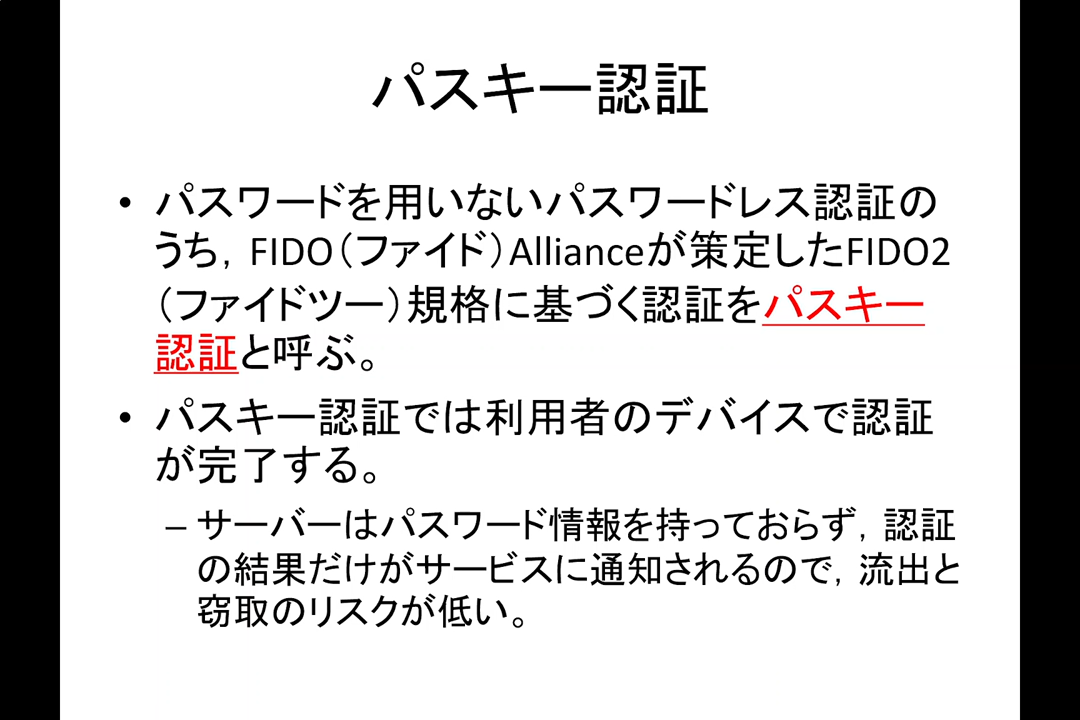 パスキー認証
• パスワードを用いないパスワードレス認証の
うち，FIDO（ファイド）Allianceが策定したFIDO2
（ファイドツー）規格に基づく認証をパスキー
認証と呼ぶ。
• パスキー認証では利用者のデバイスで認証
が完了する。
– サーバーはパスワード情報を持っておらず，認証
の結果だけがサービスに通知されるので，流出と
窃取のリスクが低い。